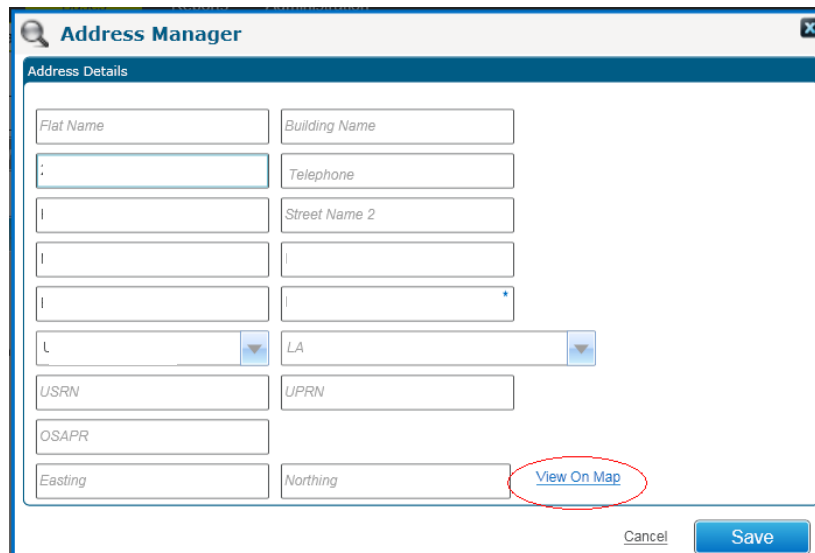 Address Manager
Address Details
Flat Name
Building Name
Telephone
Street Name 2
*
LA
USRN
UPRN
OSAPR
Easting
Northing
View On Map
Cancel
Save